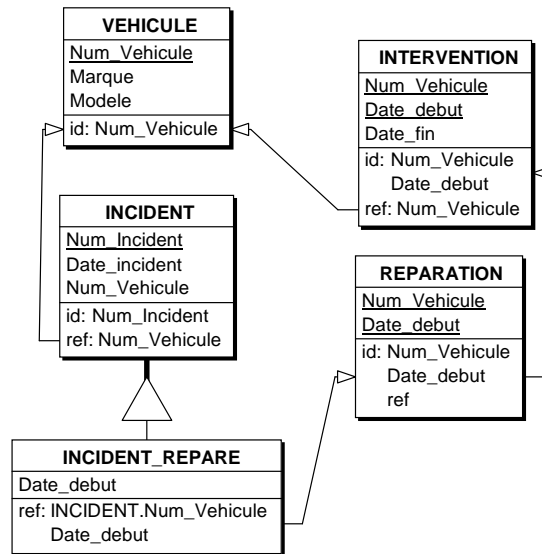 VEHICULE
Num_Vehicule
Marque
Modele
id: Num_Vehicule
INTERVENTION
Num_Vehicule
Date_debut
Date_fin
id: Num_Vehicule
Date_debut
ref: Num_Vehicule
INCIDENT
Num_Incident
Date_incident
Num_Vehicule
id: Num_Incident
ref: Num_Vehicule
REPARATION
Num_Vehicule
Date_debut
id: Num_Vehicule
Date_debut
ref
INCIDENT_REPARE
Date_debut
ref: INCIDENT.Num_Vehicule
Date_debut